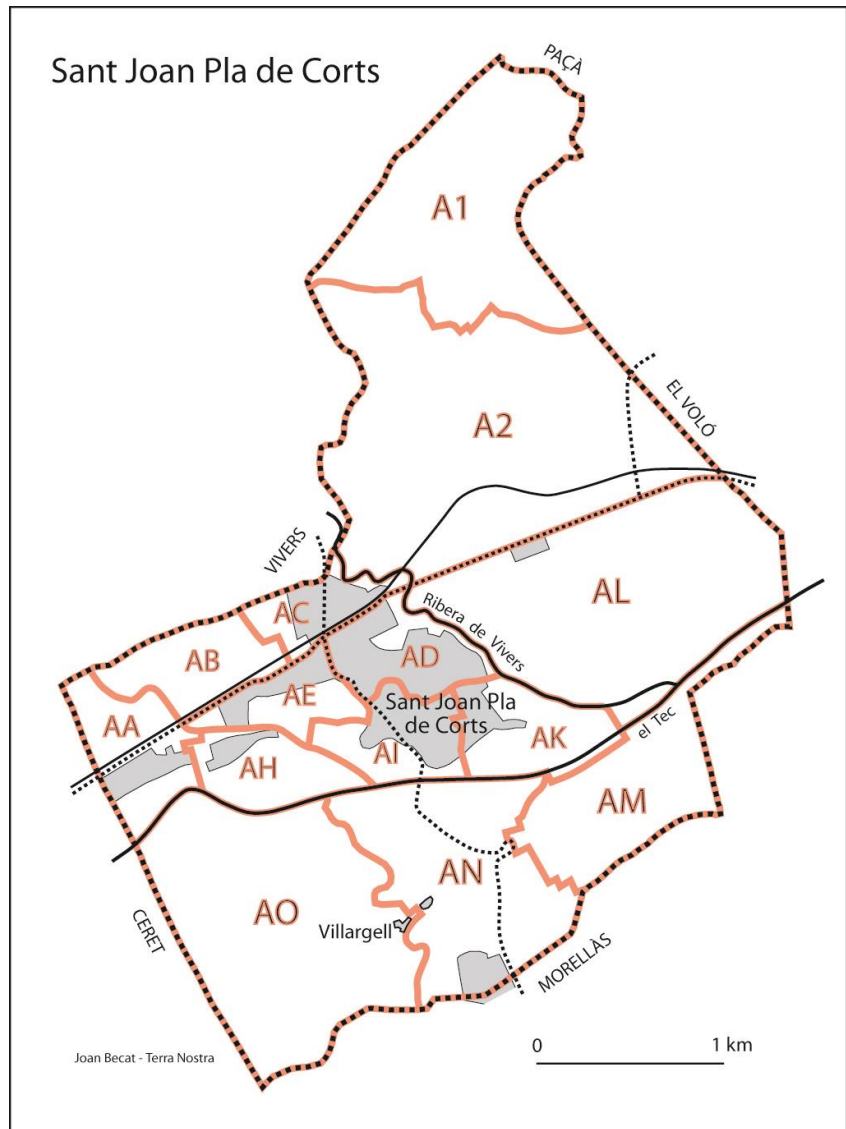 Sant Joan Pla de Corts
PAÇÀ
A1
EL VOLÓ
A2
VIVERS
AL
AC
Ribera de Vivers
AB
AD
AE
Sant Joan Pla
de Corts
AA
el Tec
AK
AI
AH
AM
AN
AO
Villargell
CERET
MORELLÀS
0
1 km
Joan Becat - Terra Nostra